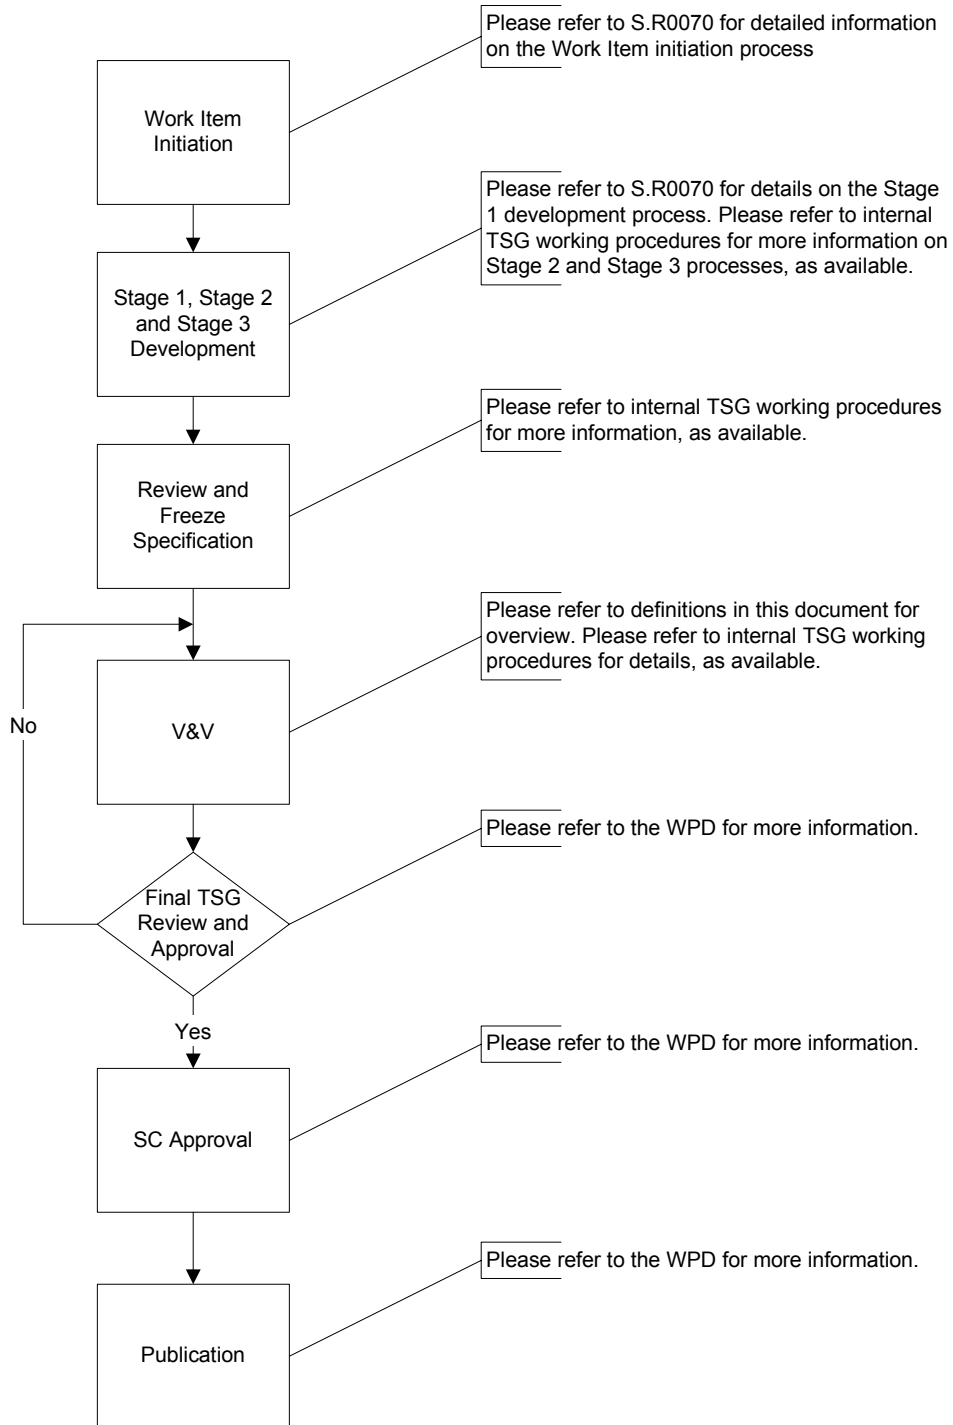 Please refer to S.R0070 for detailed information
on the Work Item initiation process
Work Item
Initiation
Please refer to S.R0070 for details on the Stage
1 development process. Please refer to internal
TSG working procedures for more information on
Stage 2 and Stage 3 processes, as available.
Stage 1, Stage 2
and Stage 3
Development
Please refer to internal TSG working procedures
for more information, as available.
Review and
Freeze
Specification
Please refer to definitions in this document for
overview. Please refer to internal TSG working
procedures for details, as available.
No
V&V
Please refer to the WPD for more information.
Final TSG
Review and
Approval
Yes
Please refer to the WPD for more information.
SC Approval
Please refer to the WPD for more information.
Publication